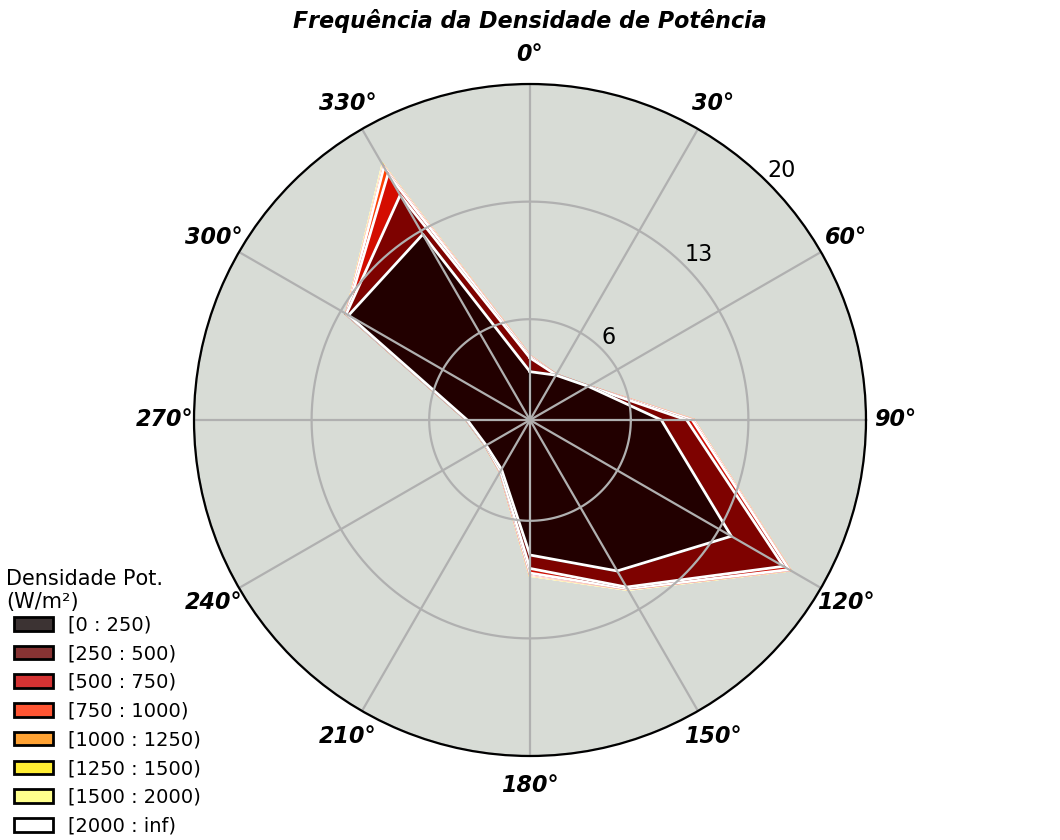 Frequência da Densidade de Potência
0°
330°
30°
20
300°
60°
13
6
270°
90°
240°
120°
210°
150°
180°
Densidade Pot.
(W/m²)
[0 : 250)
[250 : 500)
[500 : 750)
[750 : 1000)
[1000 : 1250)
[1250 : 1500)
[1500 : 2000)
[2000 : inf)